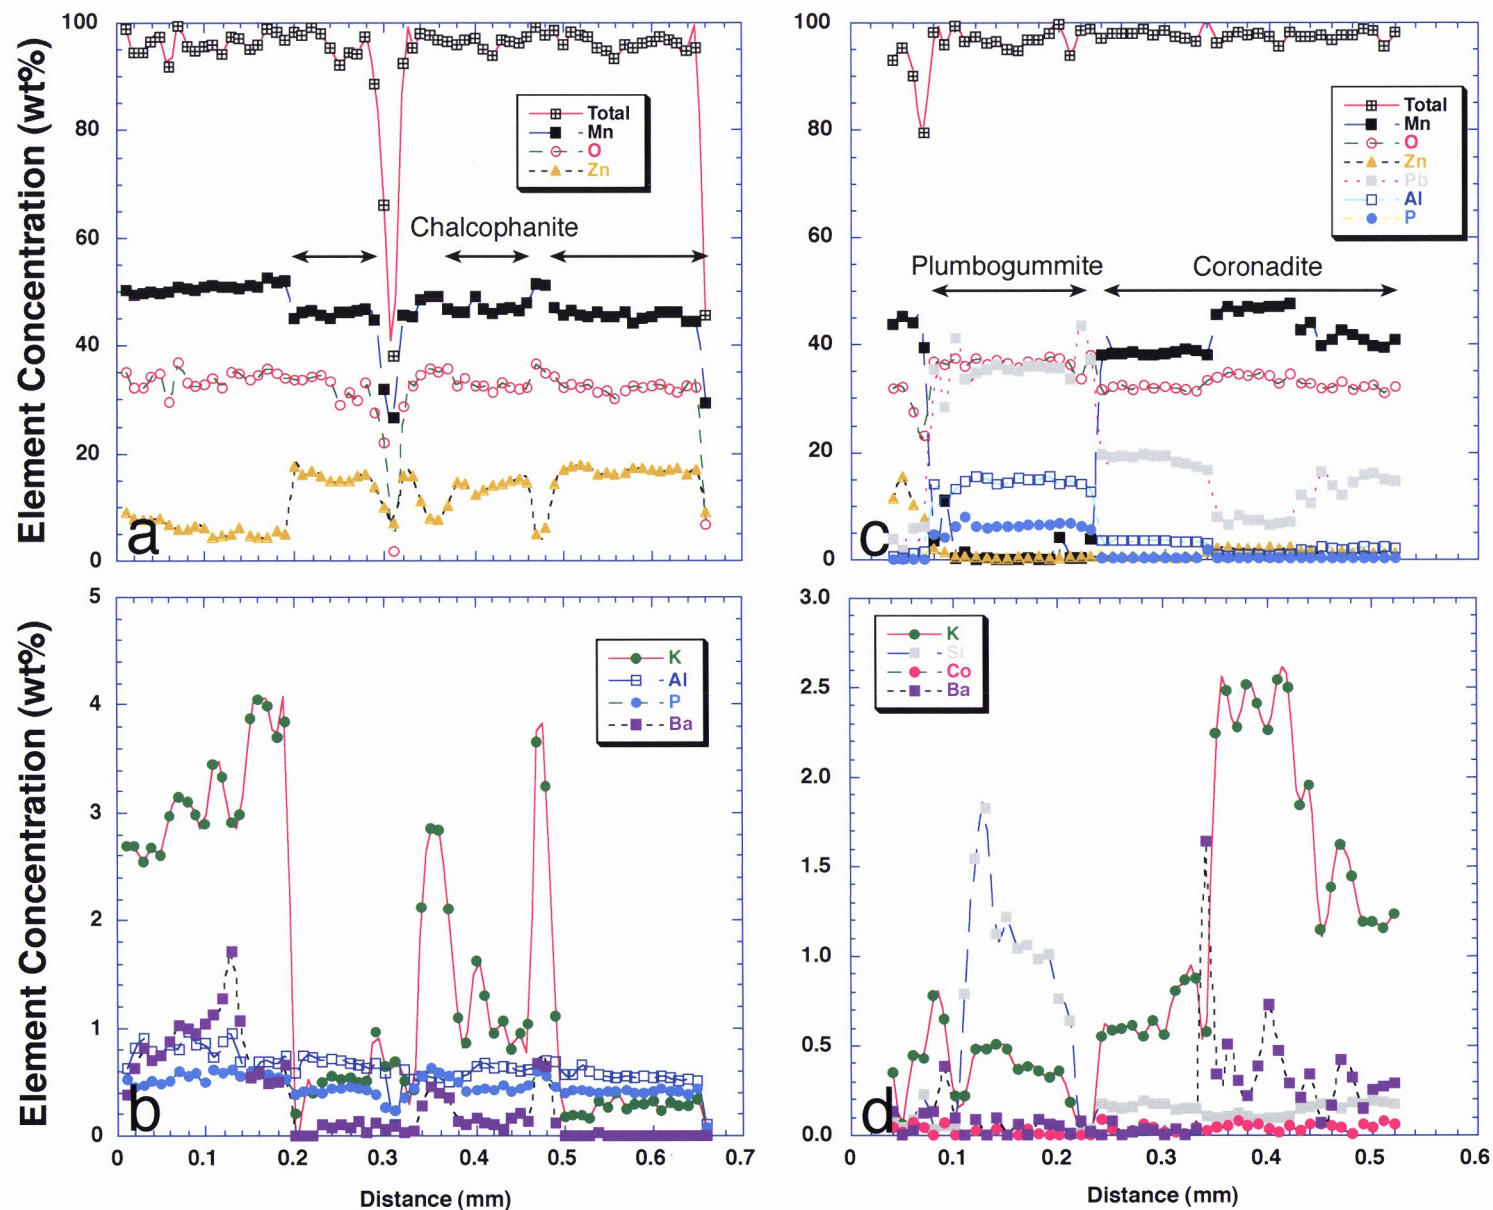 Element Concentration (wt%)
100
80
60
40
20
0
Total
Mn
O
Zn
Chalcophanite
a
100
80
60
40
20
0
Total
Mn
O
Zn
Pb
Al
P
Plumbogummite
Coronadite
c
Element Concentration (wt%)
5
4
3
2
1
0
K
Al
P
Ba
b
0 0.1 0.2 0.3 0.4 0.5 0.6 0.7
Distance (mm)
3.0
2.5
2.0
1.5
1.0
0.5
0.0
K
Si
Co
Ba
d
0 0.1 0.2 0.3 0.4 0.5 0.6
Distance (mm)